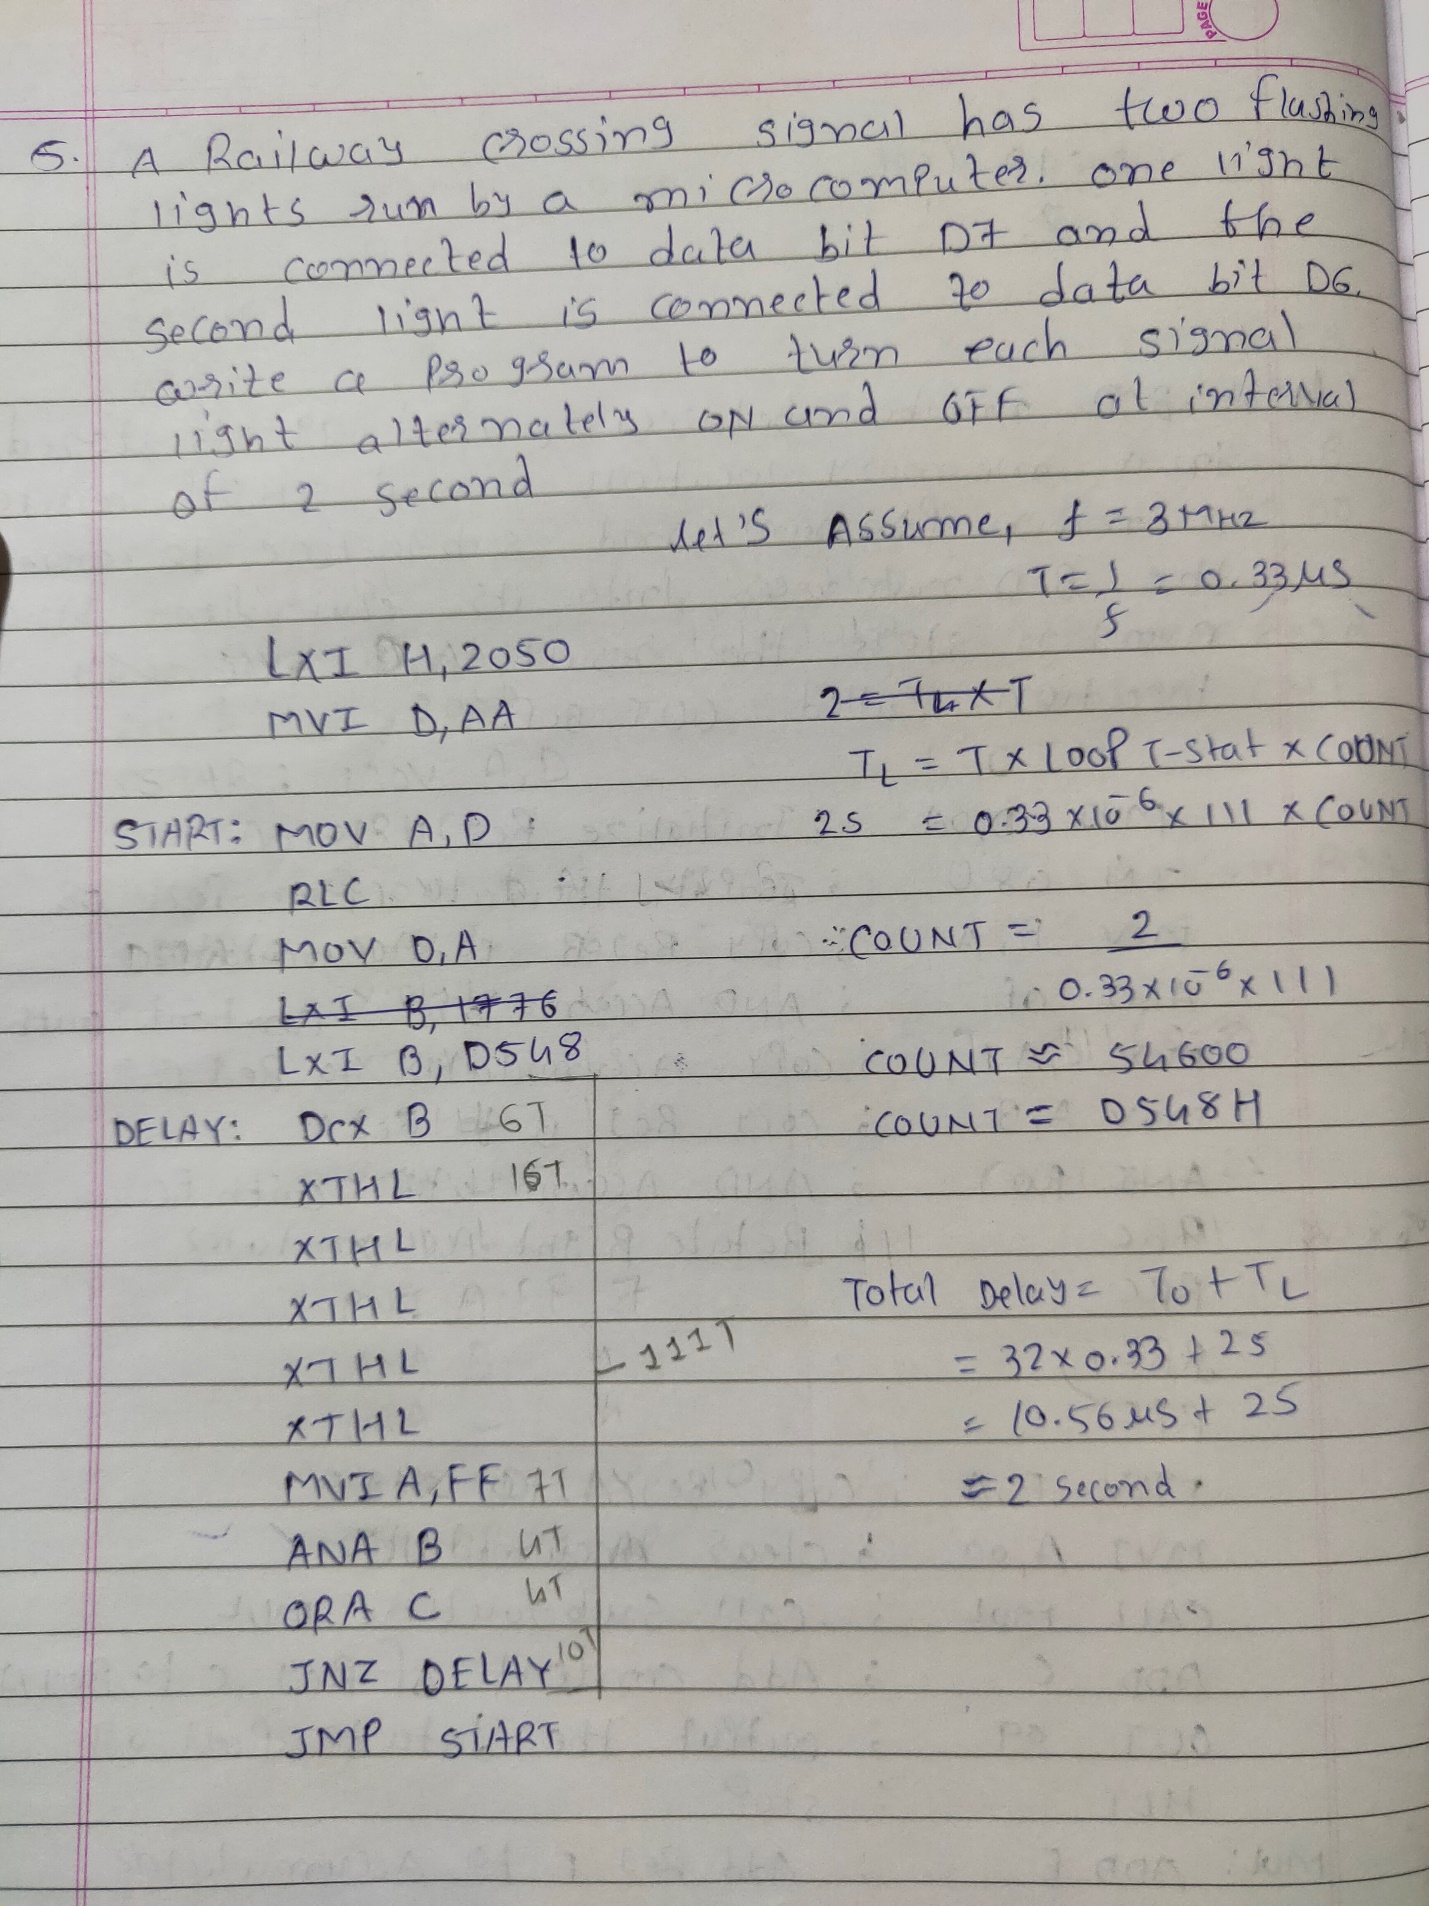 PAGE
5. A Railway crossing signal has two flashing
lights run by a microcomputer. one light
is connected to data bit D7 and the
second light is connected to data bit D6.
write a program to turn each signal
light alternately ON and OFF at interval
of 2 second
let's Assume, f = 3 MHz
T = 1/f = 0.33 μs
LXI H, 2050
MVI D, AA
2 = TL x T
TL = T x LOOP T-stat x COUNT
START: MOV A, D
2S = 0.33 x 10^-6 x 111 x COUNT
RLC
MOV D, A
∴ COUNT = 2
0.33 x 10^-6 x 111
LXI B, 1776
LXI B, D548
COUNT ≈ 54600
DELAY: DCX B 6T
∴ COUNT = D548H
XTHL 16T
XTHL
XTHL
Total Delay = To + TL
XTHL
111T
= 32 x 0.33 + 2S
XTHL
= 10.56 μs + 2S
MVI A, FF 7T
≈ 2 second.
ANA B 4T
ORA C 4T
JNZ DELAY 10T
JMP START